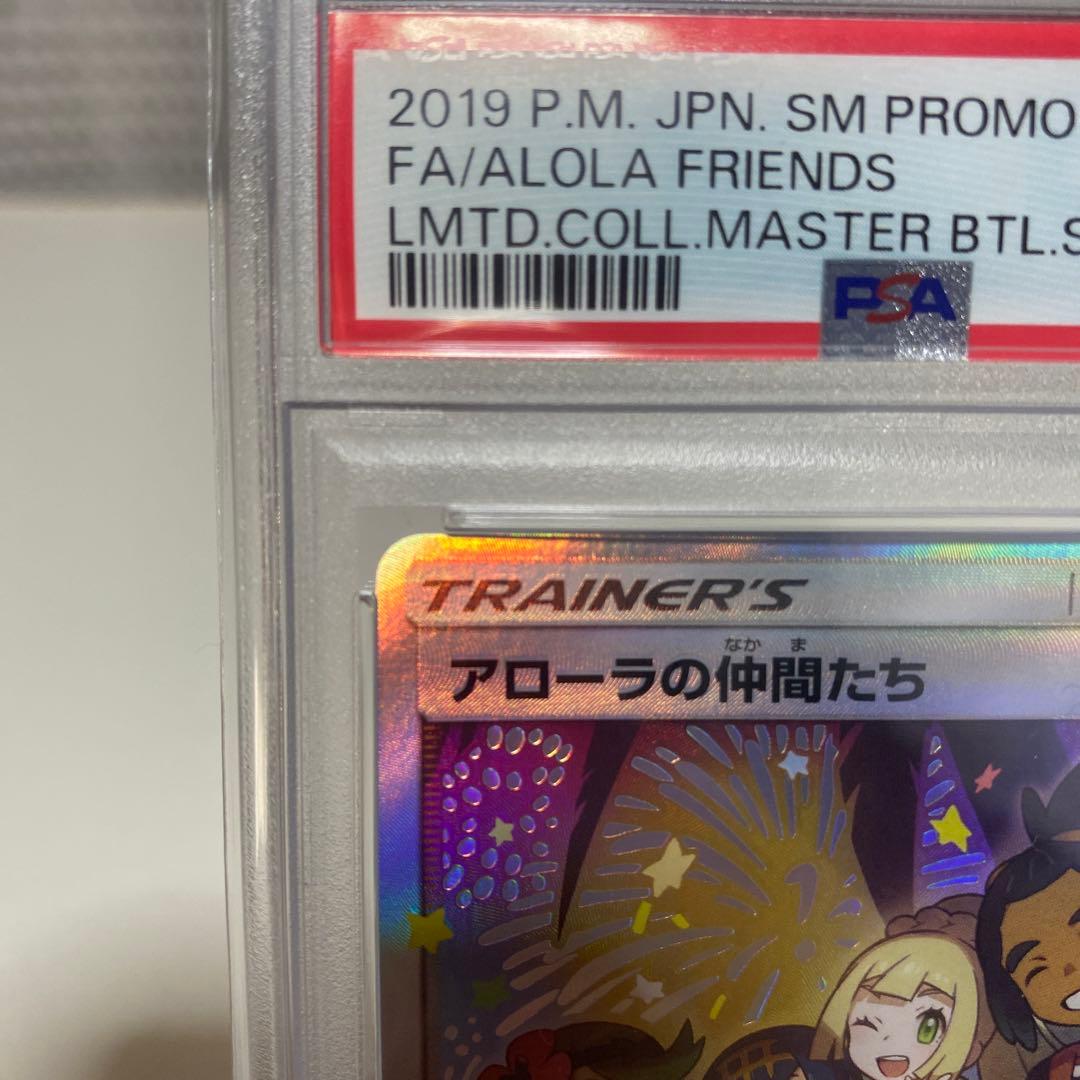 2019 P.M. JPN. SM PROMO
FA/ALOLA FRIENDS
LMTD.COLL.MASTER BTL.S
PSA
TRAINER'S
なかま
アローラの仲間たち